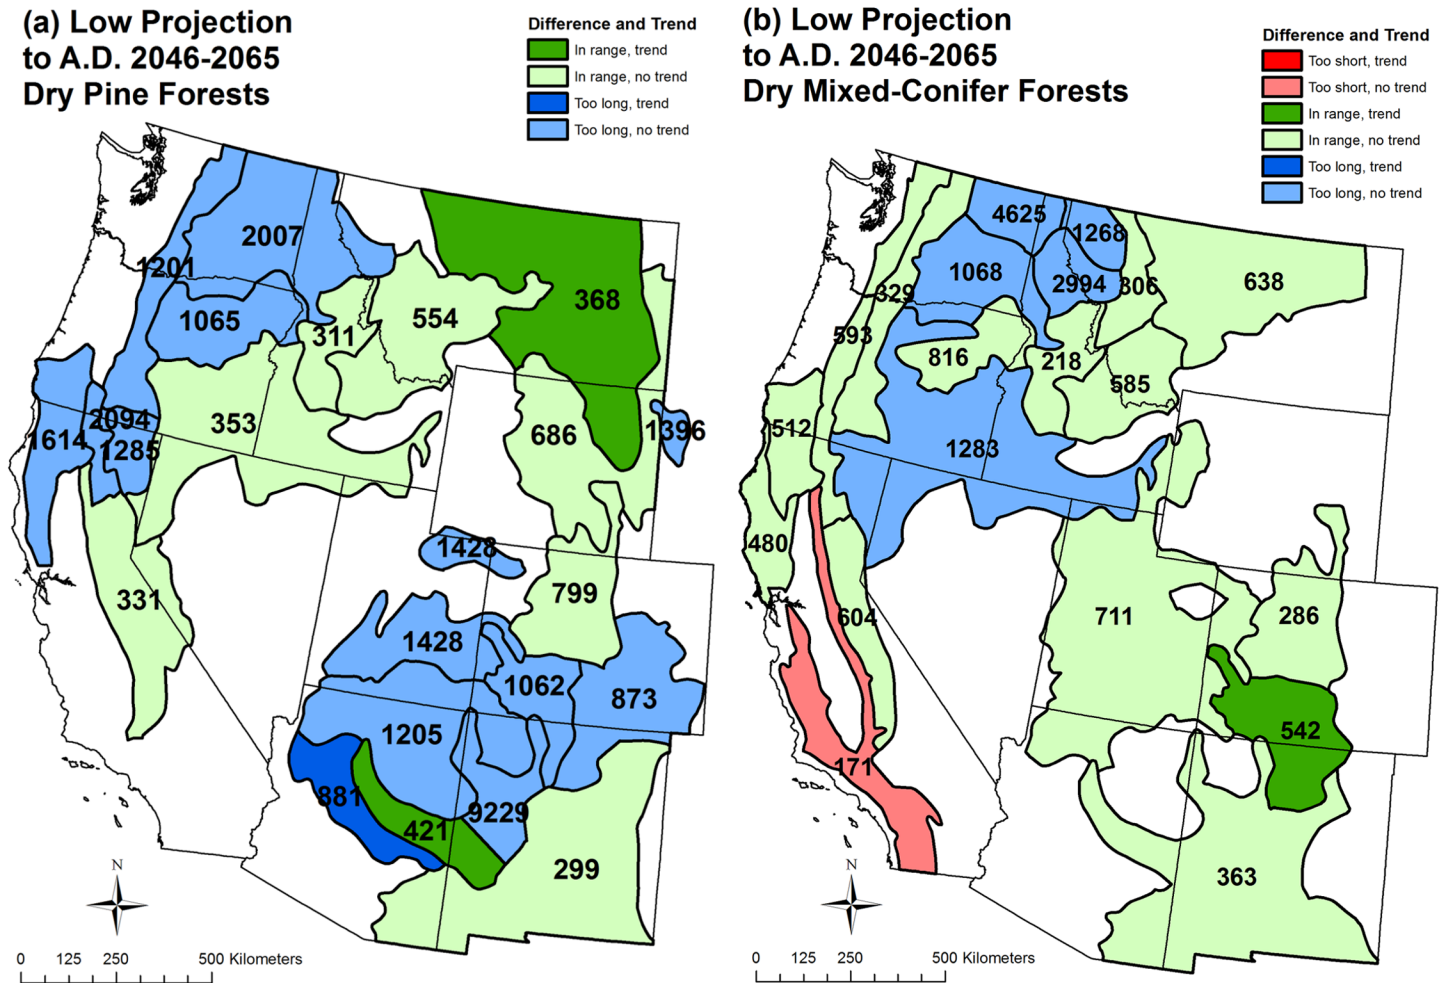 (a) Low Projection
to A.D. 2046-2065
Dry Pine Forests
Difference and Trend
In range, trend
In range, no trend
Too long, trend
Too long, no trend
2007
1201
1065
311
554
368
2094
1614
1285
353
686
1396
331
1428
799
1428
1062
873
1205
881
421
9229
299
N
0 125 250 500 Kilometers
(b) Low Projection
to A.D. 2046-2065
Dry Mixed-Conifer Forests
Difference and Trend
Too short, trend
Too short, no trend
In range, trend
In range, no trend
Too long, trend
Too long, no trend
4625
1268
1068
2994
306
638
329
593
816
218
585
512
1283
480
604
711
286
542
171
363
N
0 125 250 500 Kilometers